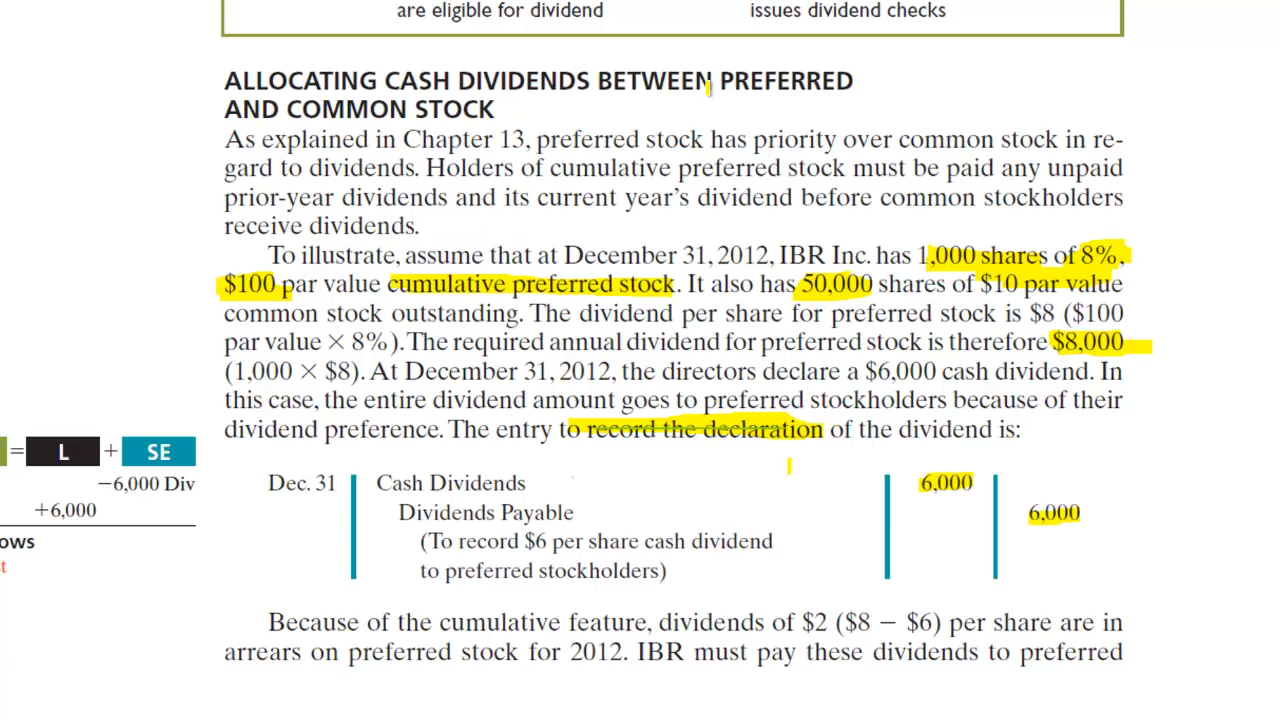 are eligible for dividend
issues dividend checks
ALLOCATING CASH DIVIDENDS BETWEEN PREFERRED
AND COMMON STOCK
As explained in Chapter 13, preferred stock has priority over common stock in re-
gard to dividends. Holders of cumulative preferred stock must be paid any unpaid
prior-year dividends and its current year's dividend before common stockholders
receive dividends.
To illustrate, assume that at December 31, 2012, IBR Inc. has 1,000 shares of 8%,
$100 par value cumulative preferred stock. It also has 50,000 shares of $10 par value
common stock outstanding. The dividend per share for preferred stock is $8 ($100
par value × 8%). The required annual dividend for preferred stock is therefore $8,000
(1,000 × $8). At December 31, 2012, the directors declare a $6,000 cash dividend. In
this case, the entire dividend amount goes to preferred stockholders because of their
dividend preference. The entry to record the declaration of the dividend is:
= L + SE
−6,000 Div
+6,000
ows
t
Dec. 31 Cash Dividends 6,000
Dividends Payable 6,000
(To record $6 per share cash dividend
to preferred stockholders)
Because of the cumulative feature, dividends of $2 ($8 − $6) per share are in
arrears on preferred stock for 2012. IBR must pay these dividends to preferred